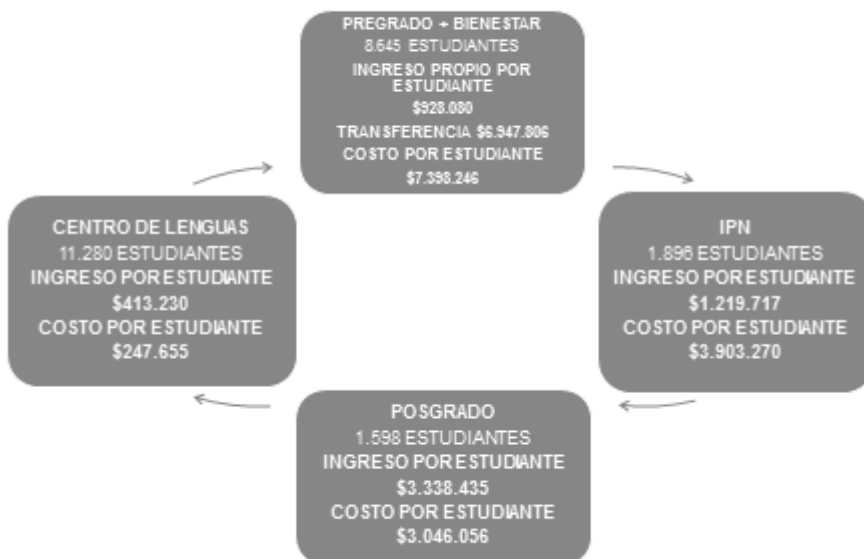 PREGRADO + BIENESTAR
8.645 ESTUDIANTES
INGRESO PROPIO POR
ESTUDIANTE
$928.080
TRANSFERENCIA $6.947.806
COSTO POR ESTUDIANTE
$7.398.246
CENTRO DE LENGUAS
11.280 ESTUDIANTES
INGRESO POR ESTUDIANTE
$413.230
COSTO POR ESTUDIANTE
$247.655
IPN
1.896 ESTUDIANTES
INGRESO POR ESTUDIANTE
$1.219.717
COSTO POR ESTUDIANTE
$3.903.270
POSGRADO
1.598 ESTUDIANTES
INGRESO POR ESTUDIANTE
$3.338.435
COSTO POR ESTUDIANTE
$3.046.056